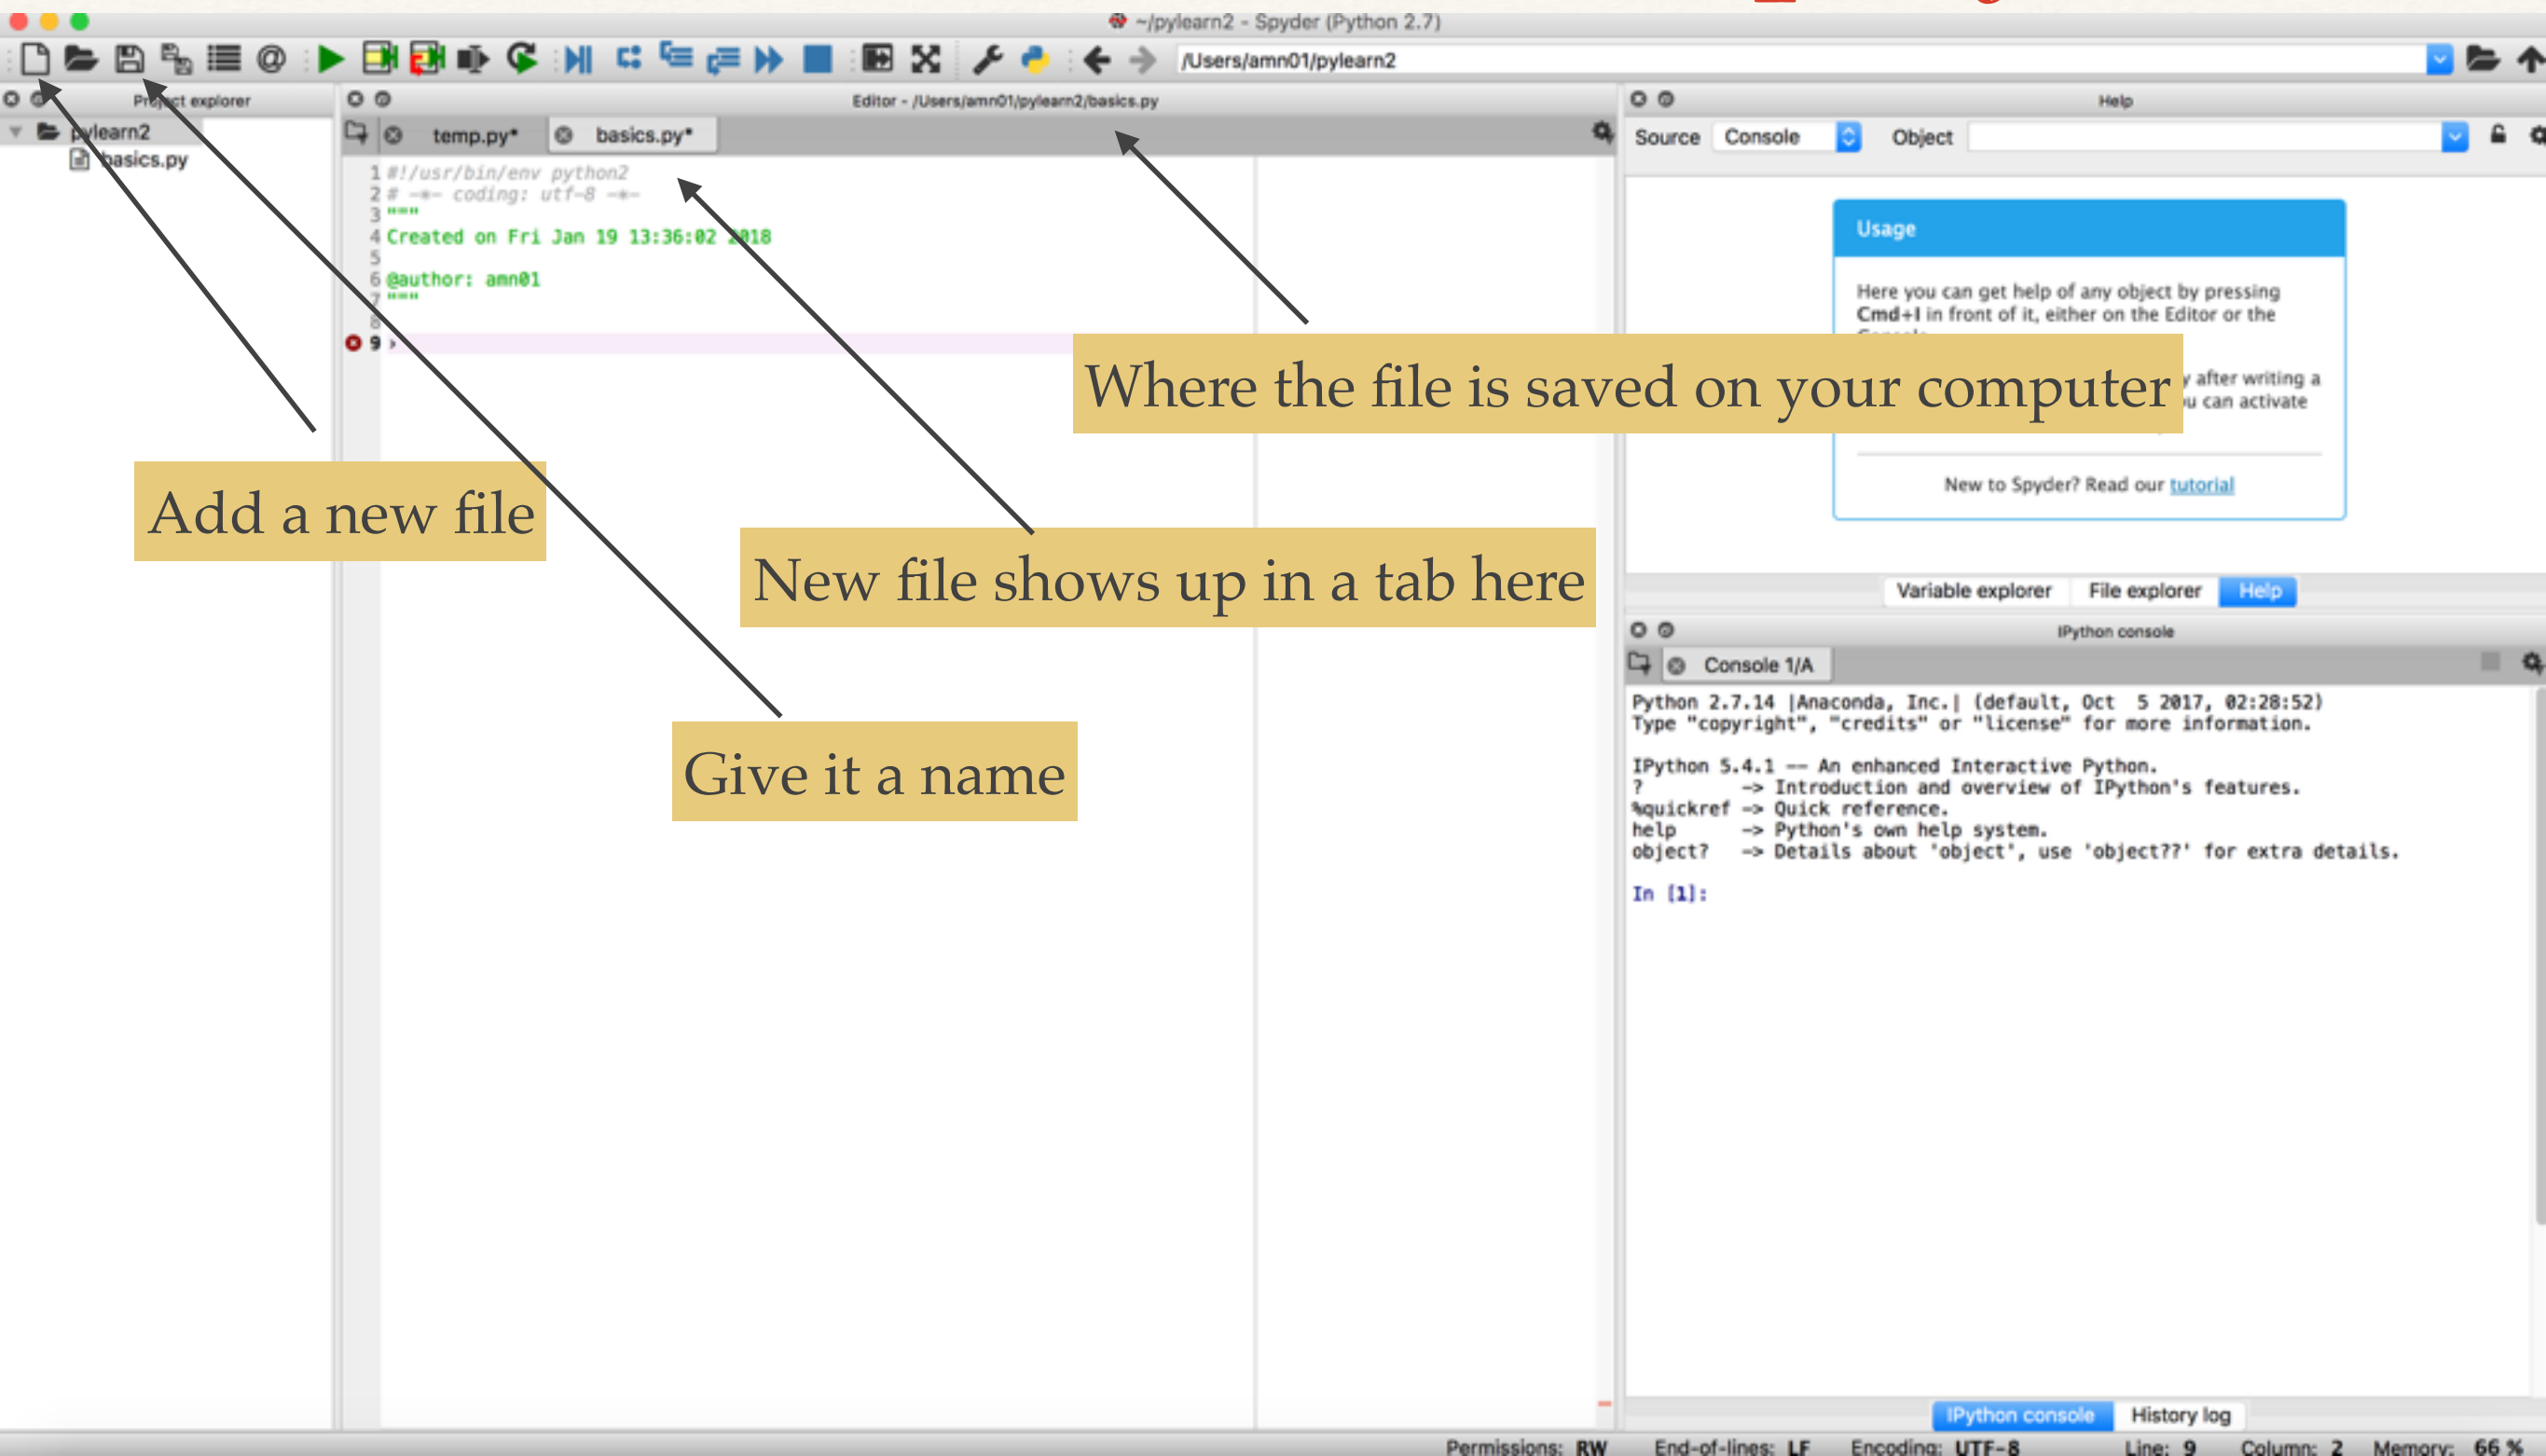 ~/pylearn2 - Spyder (Python 2.7)
/Users/amn01/pylearn2
Project explorer
pylearn2
basics.py
Editor - /Users/amn01/pylearn2/basics.py
temp.py*
basics.py*
1 #!/usr/bin/env python2
2 # -*- coding: utf-8 -*-
3 """
4 Created on Fri Jan 19 13:36:02 2018
5
6 @author: amn01
7 """
8
9
Add a new file
New file shows up in a tab here
Give it a name
Where the file is saved on your computer
Help
Source Console Object
Usage
Here you can get help of any object by pressing
Cmd+I in front of it, either on the Editor or the
after writing a
can activate
New to Spyder? Read our tutorial
Variable explorer File explorer Help
IPython console
Console 1/A
Python 2.7.14 |Anaconda, Inc.| (default, Oct  5 2017, 02:28:52)
Type "copyright", "credits" or "license" for more information.
IPython 5.4.1 -- An enhanced Interactive Python.
?         -> Introduction and overview of IPython's features.
%quickref -> Quick reference.
help      -> Python's own help system.
object?   -> Details about 'object', use 'object??' for extra details.
In [1]:
IPython console History log
Permissions: RW End-of-lines: LF Encoding: UTF-8 Line: 9 Column: 2 Memory: 66 %